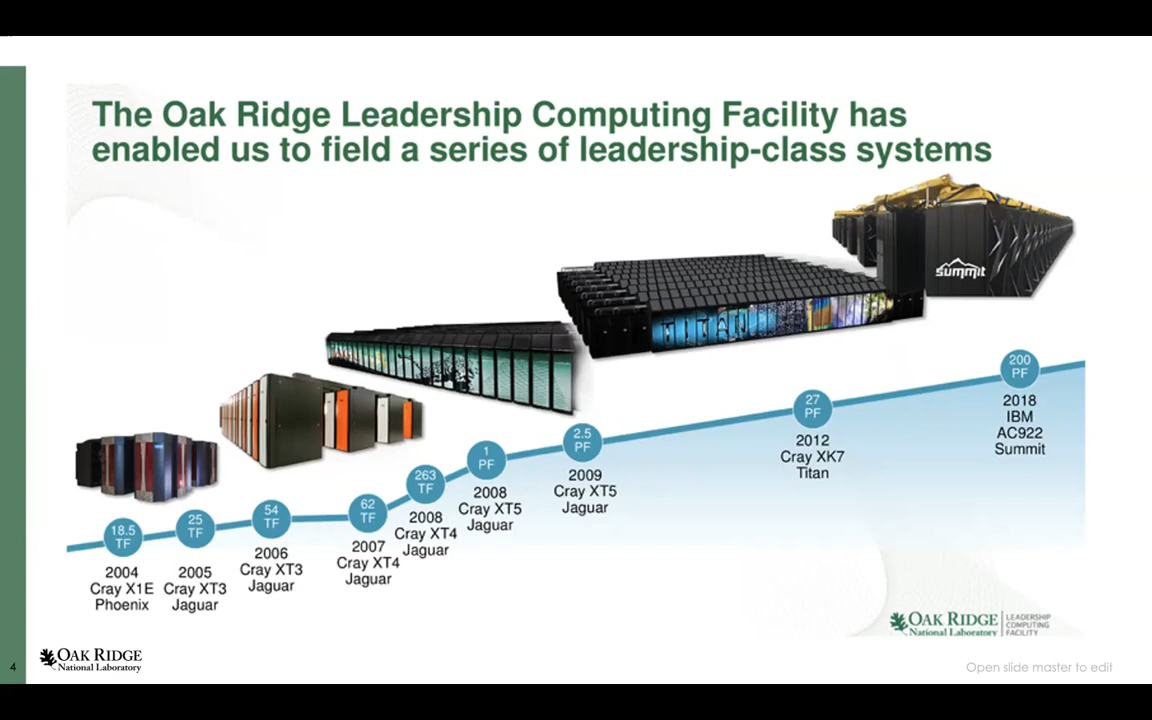 The Oak Ridge Leadership Computing Facility has
enabled us to field a series of leadership-class systems
summit
TITAN
18.5
TF
2004
Cray X1E
Phoenix
25
TF
2005
Cray XT3
Jaguar
54
TF
2006
Cray XT3
Jaguar
62
TF
2007
Cray XT4
Jaguar
263
TF
2008
Cray XT4
Jaguar
1
PF
2008
Cray XT5
Jaguar
2.5
PF
2009
Cray XT5
Jaguar
27
PF
2012
Cray XK7
Titan
200
PF
2018
IBM
AC922
Summit
OAK RIDGE
National Laboratory
LEADERSHIP
COMPUTING
FACILITY
4
OAK RIDGE
National Laboratory
Open slide master to edit